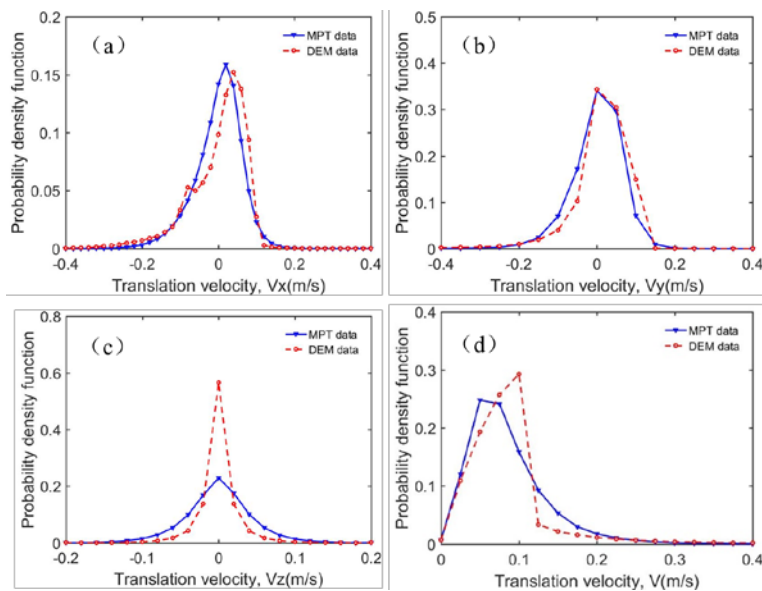 0.2
(a)
MPT data
DEM data
0.15
0.1
0.05
0
Probability density function
-0.4 -0.2 0 0.2 0.4
Translation velocity, Vx(m/s)
0.5
(b)
MPT data
DEM data
0.4
0.3
0.2
0.1
0
Probability density function
-0.4 -0.2 0 0.2 0.4
Translation velocity, Vy(m/s)
0.8
(c)
MPT data
DEM data
0.6
0.4
0.2
0
Probability density function
-0.2 -0.1 0 0.1 0.2
Translation velocity, Vz(m/s)
0.4
(d)
MPT data
DEM data
0.3
0.2
0.1
0
Probability density function
0 0.1 0.2 0.3 0.4
Translation velocity, V(m/s)